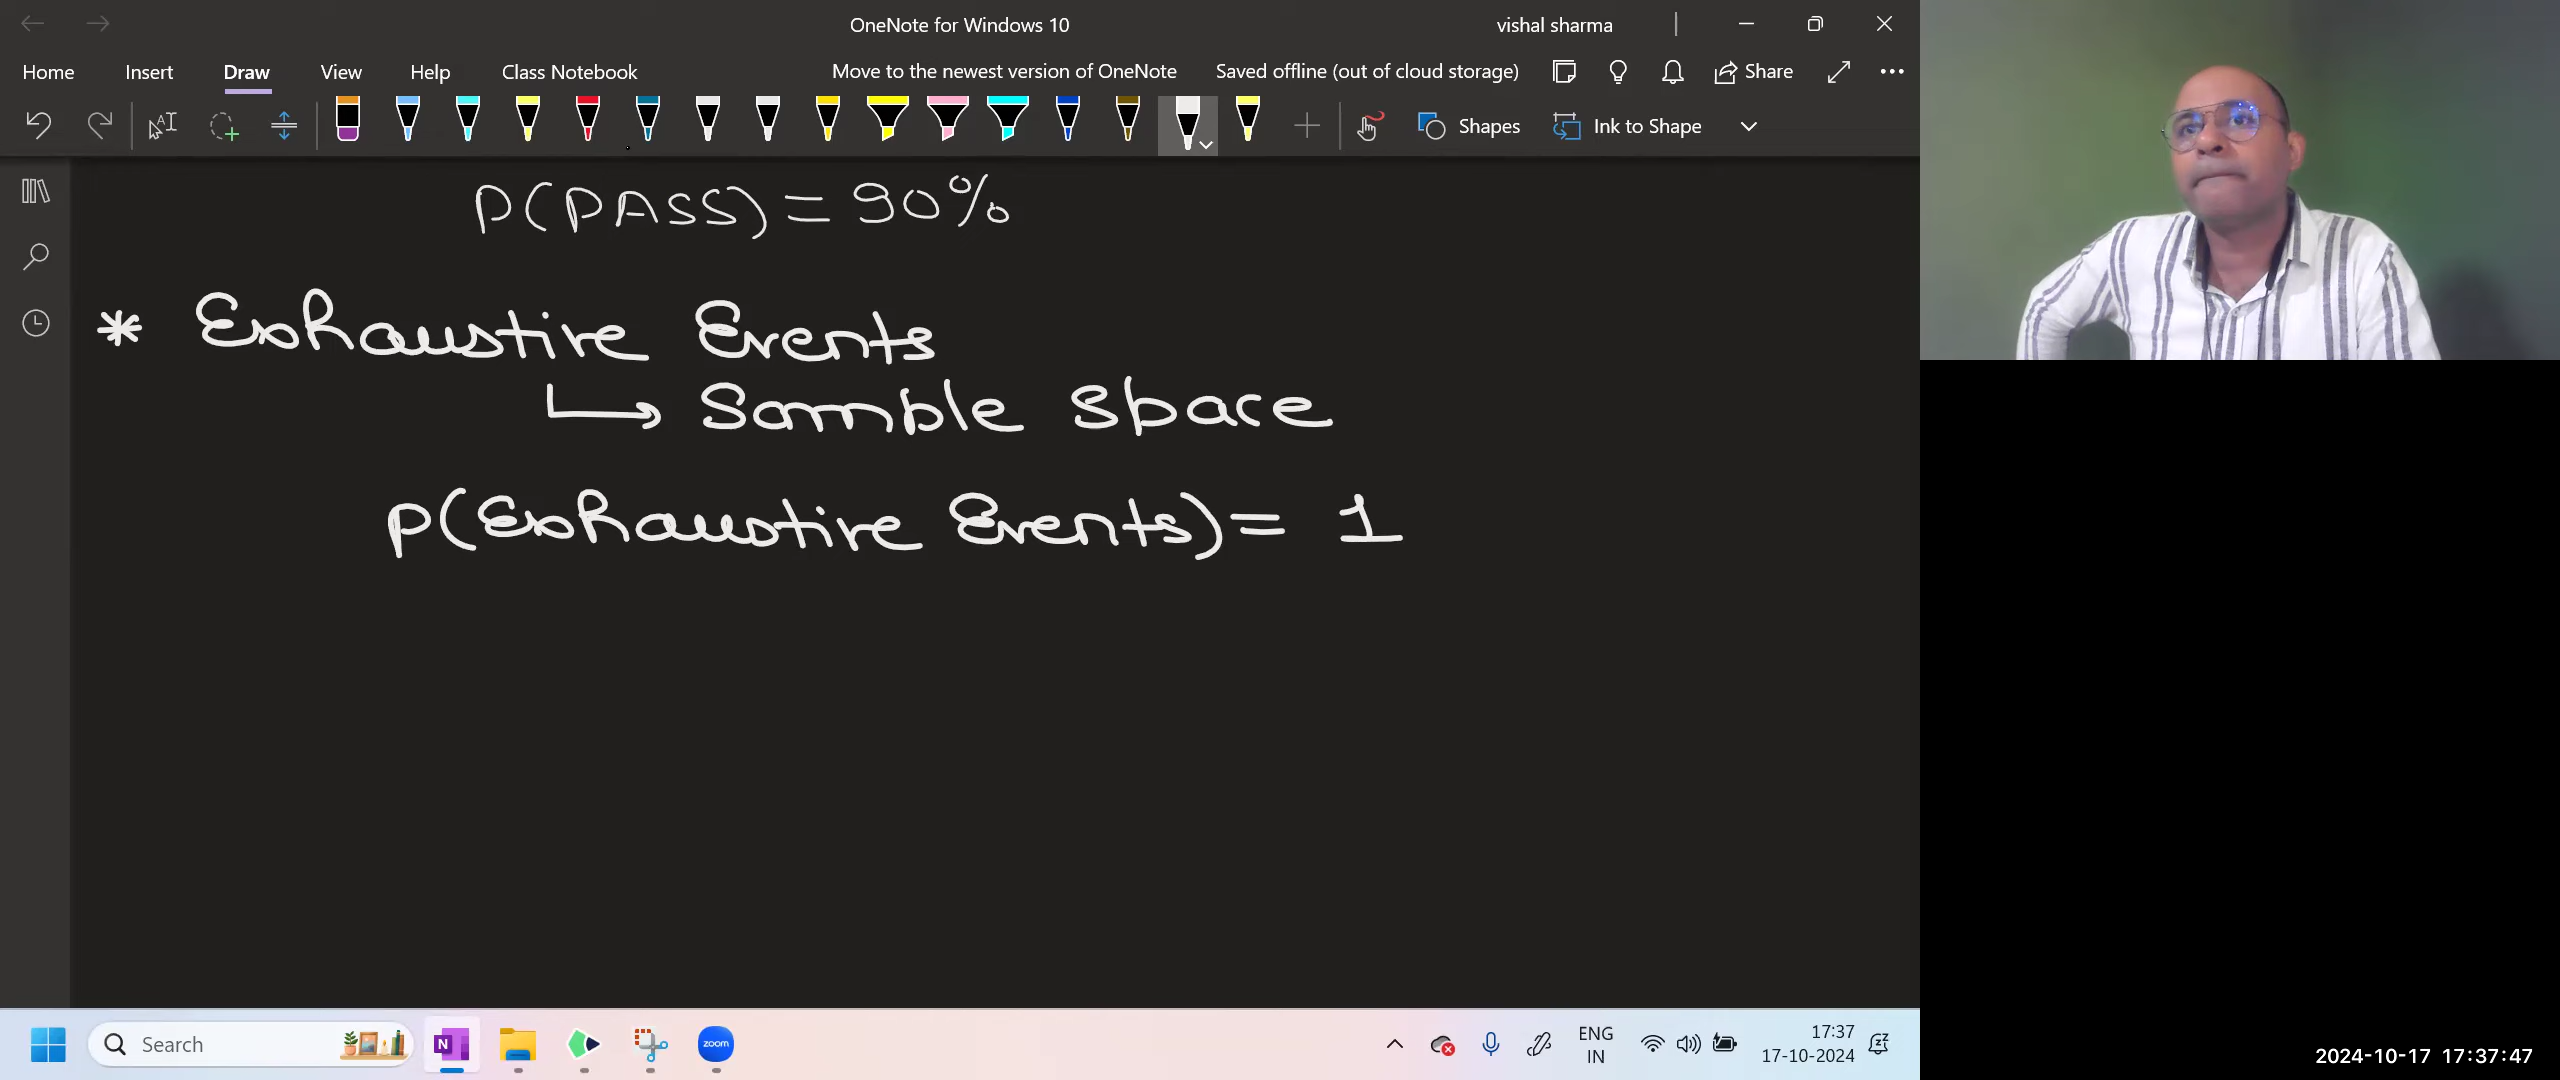 OneNote for Windows 10
vishal sharma
Home Insert Draw View Help Class Notebook
Move to the newest version of OneNote Saved offline (out of cloud storage) Share
Shapes Ink to Shape
P(PASS) = 90%
* Exhaustive Events
↳ Sample Space
P(Exhaustive Events) = 1
Search
zoom
ENG
IN
17:37
17-10-2024
2024-10-17 17:37:47